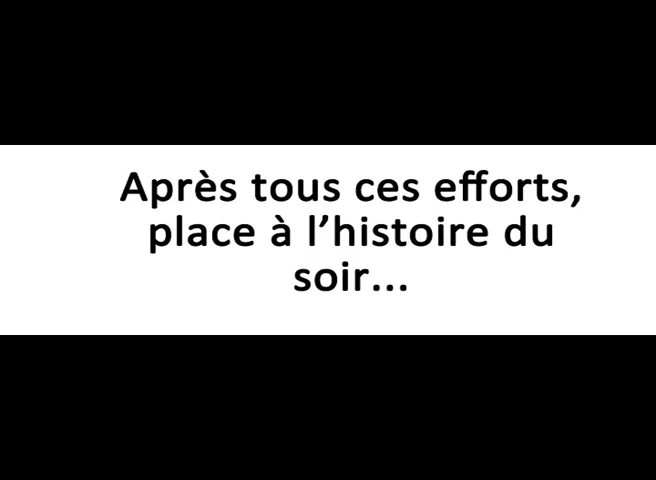 Après tous ces efforts,
place à l’histoire du
soir...